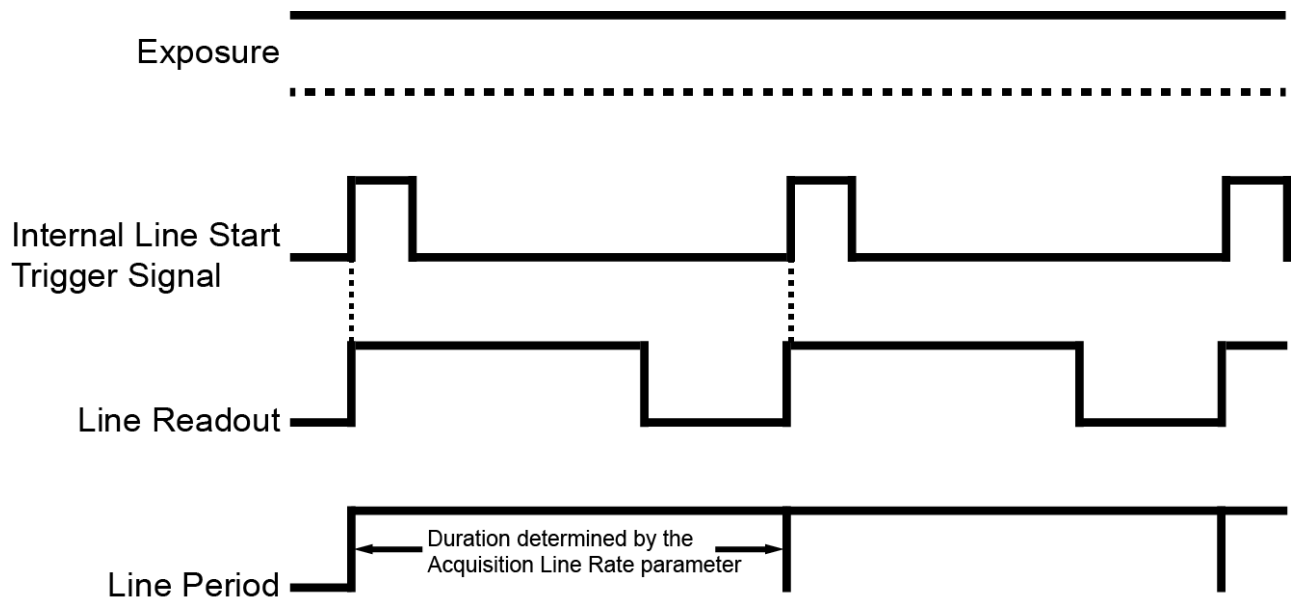 Exposure
Internal Line Start
Trigger Signal
Line Readout
Duration determined by the
Acquisition Line Rate parameter
Line Period